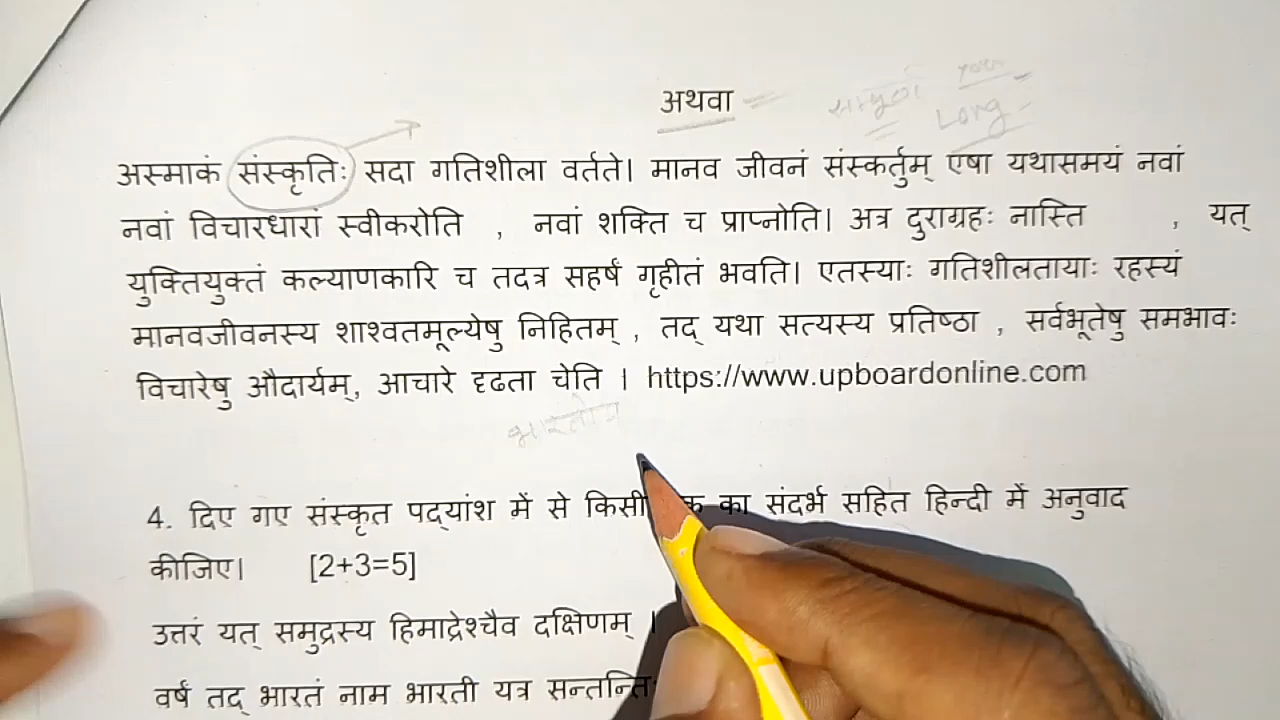 अथवा
अस्माकं संस्कृतिः सदा गतिशीला वर्तते। मानव जीवनं संस्कर्तुम् एषा यथासमयं नवां
नवां विचारधारां स्वीकरोति , नवां शक्ति च प्राप्नोति। अत्र दुराग्रहः नास्ति , यत्
युक्तियुक्तं कल्याणकारि च तदत्र सहर्षं गृहीतं भवति। एतस्याः गतिशीलतायाः रहस्यं
मानवजीवनस्य शाश्वतमूल्येषु निहितम् , तद् यथा सत्यस्य प्रतिष्ठा , सर्वभूतेषु समभावः
विचारेषु औदार्यम्, आचारे दृढता चेति । https://www.upboardonline.com
4. दिए गए संस्कृत पद्यांश में से किसी का संदर्भ सहित हिन्दी में अनुवाद
कीजिए। [2+3=5]
उत्तरं यत् समुद्रस्य हिमाद्रेश्चैव दक्षिणम् ।
वर्षं तद् भारतं नाम भारती यत्र सन्तन्तिः